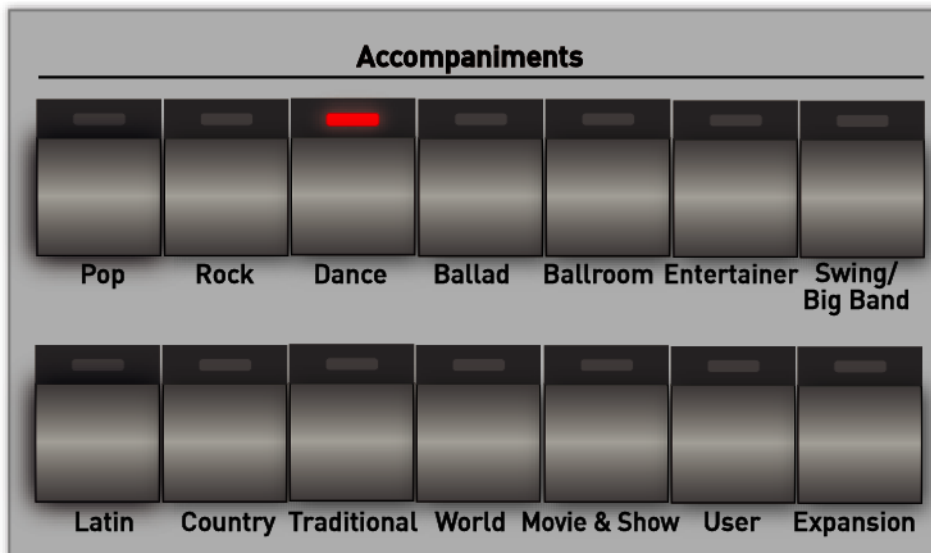 Accompaniments
Pop Rock Dance Ballad Ballroom Entertainer Swing/
Big Band
Latin Country Traditional World Movie & Show User Expansion